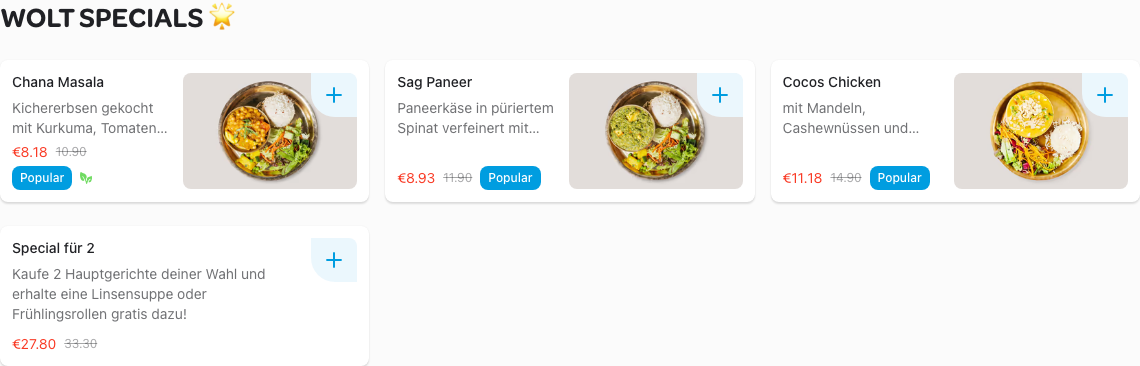 WOLT SPECIALS 🌟
Chana Masala
Kichererbsen gekocht
mit Kurkuma, Tomaten...
€8.18 10.90
Popular
Sag Paneer
Paneerkäse in püriertem
Spinat verfeinert mit...
€8.93 11.90 Popular
Cocos Chicken
mit Mandeln,
Cashewnüssen und...
€11.18 14.90 Popular
Special für 2
Kaufe 2 Hauptgerichte deiner Wahl und
erhalte eine Linsensuppe oder
Frühlingsrollen gratis dazu!
€27.80 33.30